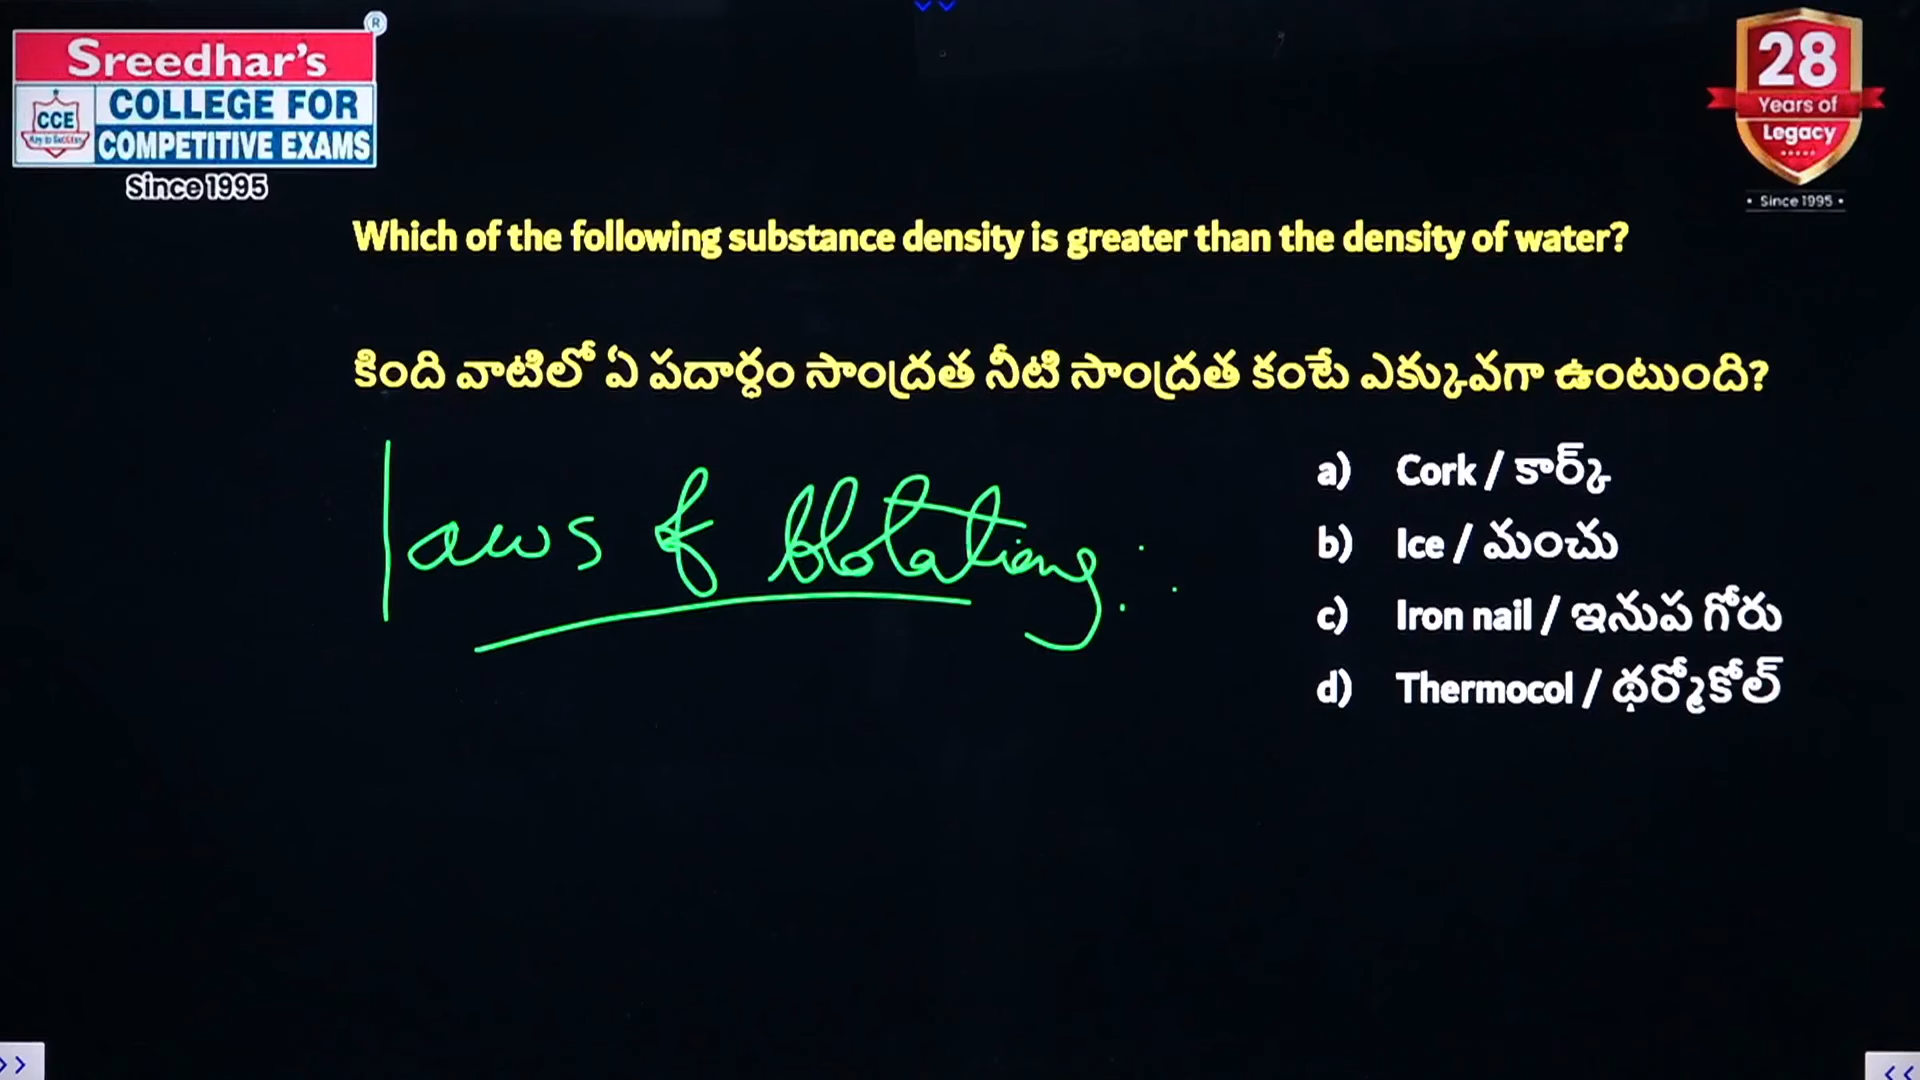 Sreedhar's
®
CCE
COLLEGE FOR
COMPETITIVE EXAMS
Since 1995
28
Years of
Legacy
• Since 1995 •
Which of the following substance density is greater than the density of water?
కింది వాటిలో ఏ పదార్ధం సాంద్రత నీటి సాంద్రత కంటే ఎక్కువగా ఉంటుంది?
laws of flotations:
a) Cork / కార్క్
b) Ice / మంచు
c) Iron nail / ఇనుప గోరు
d) Thermocol / థర్మోకోల్
>>
<<